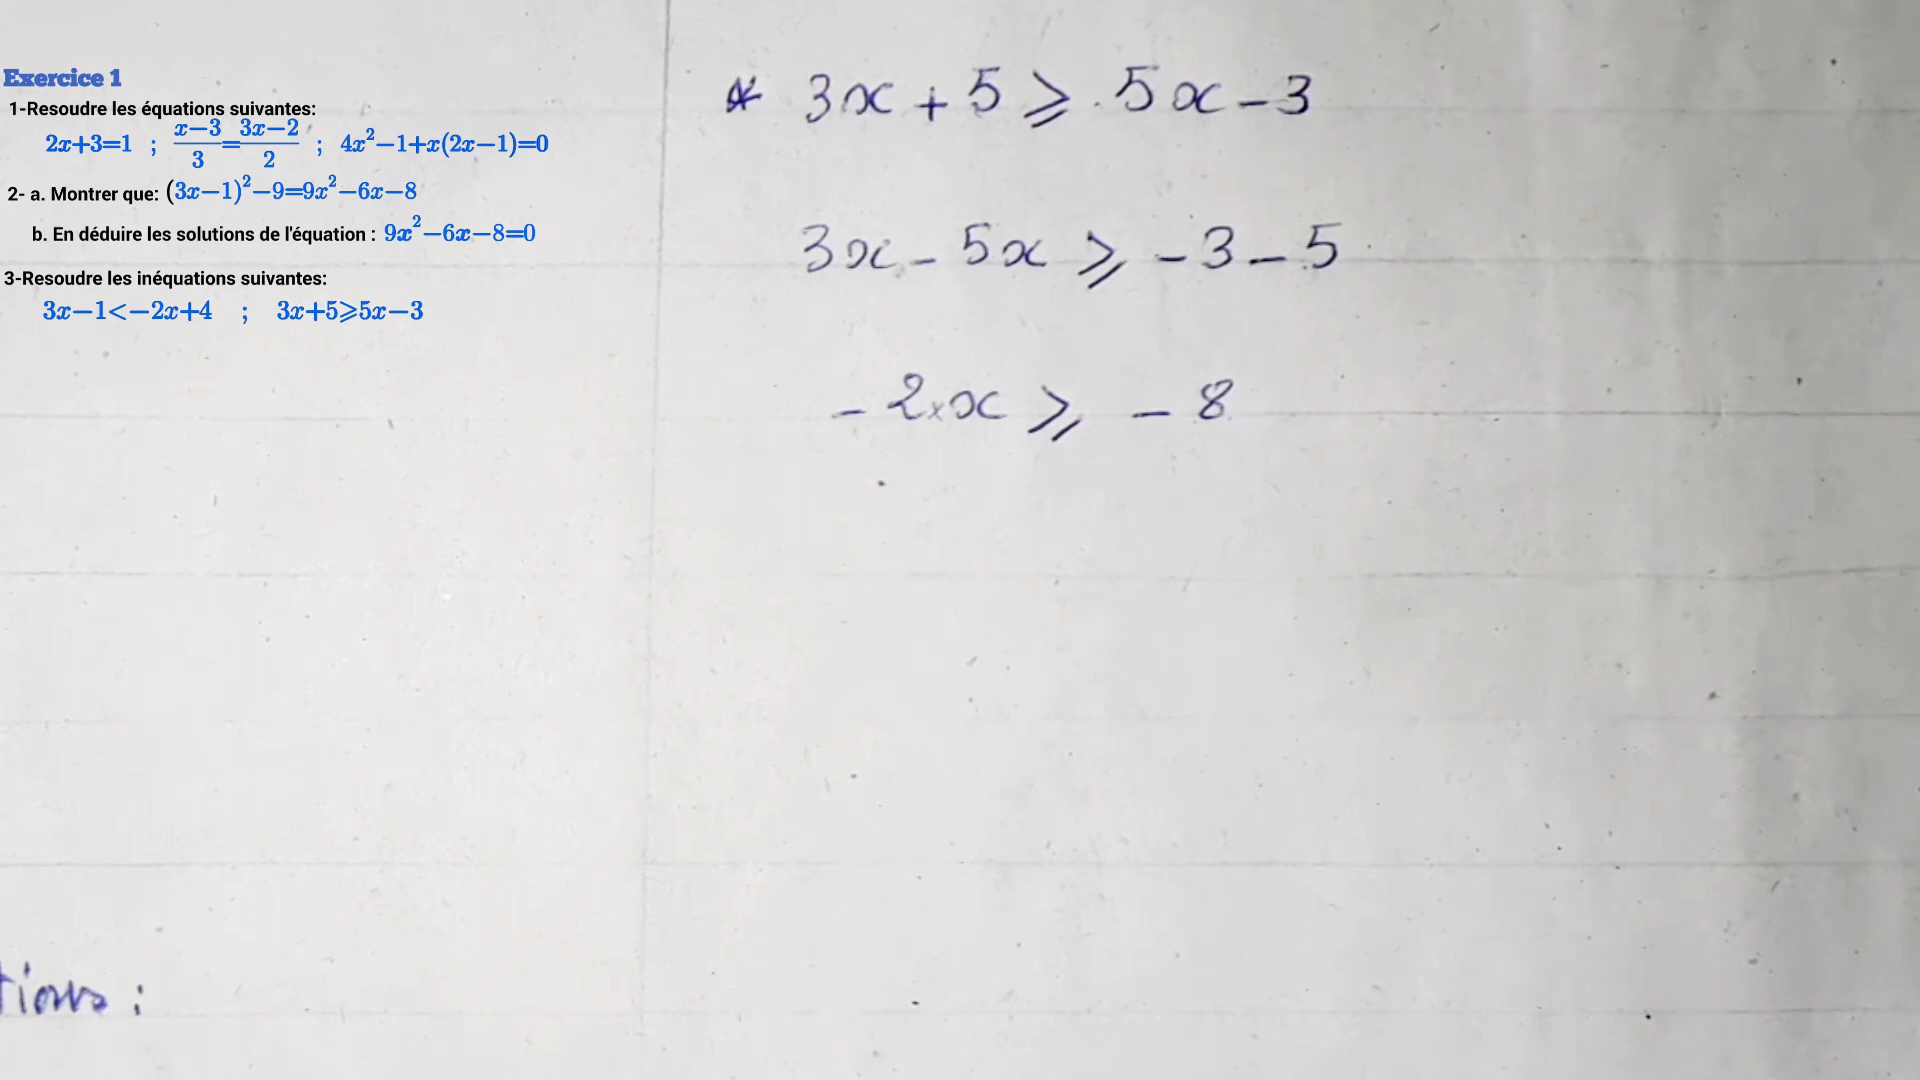 Exercice 1
1-Resoudre les équations suivantes:
2x+3=1 ; (x-3)/3=(3x-2)/2 ; 4x²-1+x(2x-1)=0
2- a. Montrer que: (3x-1)²-9=9x²-6x-8
b. En déduire les solutions de l'équation : 9x²-6x-8=0
3-Resoudre les inéquations suivantes:
3x-1<-2x+4 ; 3x+5⩾5x-3
* 3x + 5 ⩾ 5x - 3
3x - 5x ⩾ -3 - 5
- 2x ⩾ - 8
tions :